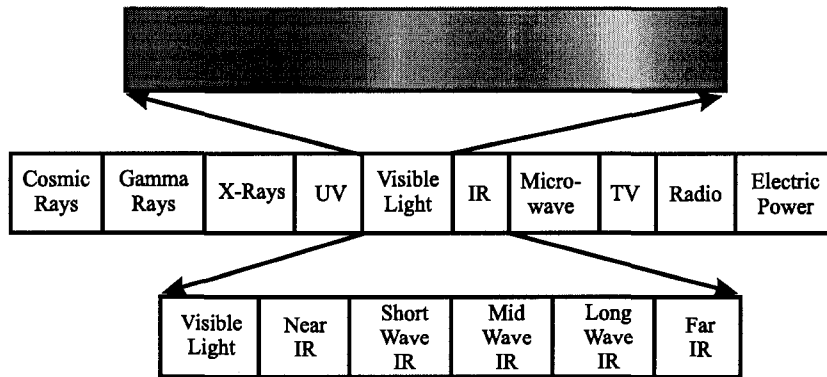 Cosmic
Rays
Gamma
Rays
X-Rays
UV
Visible
Light
IR
Micro-
wave
TV
Radio
Electric
Power
Visible
Light
Near
IR
Short
Wave
IR
Mid
Wave
IR
Long
Wave
IR
Far
IR